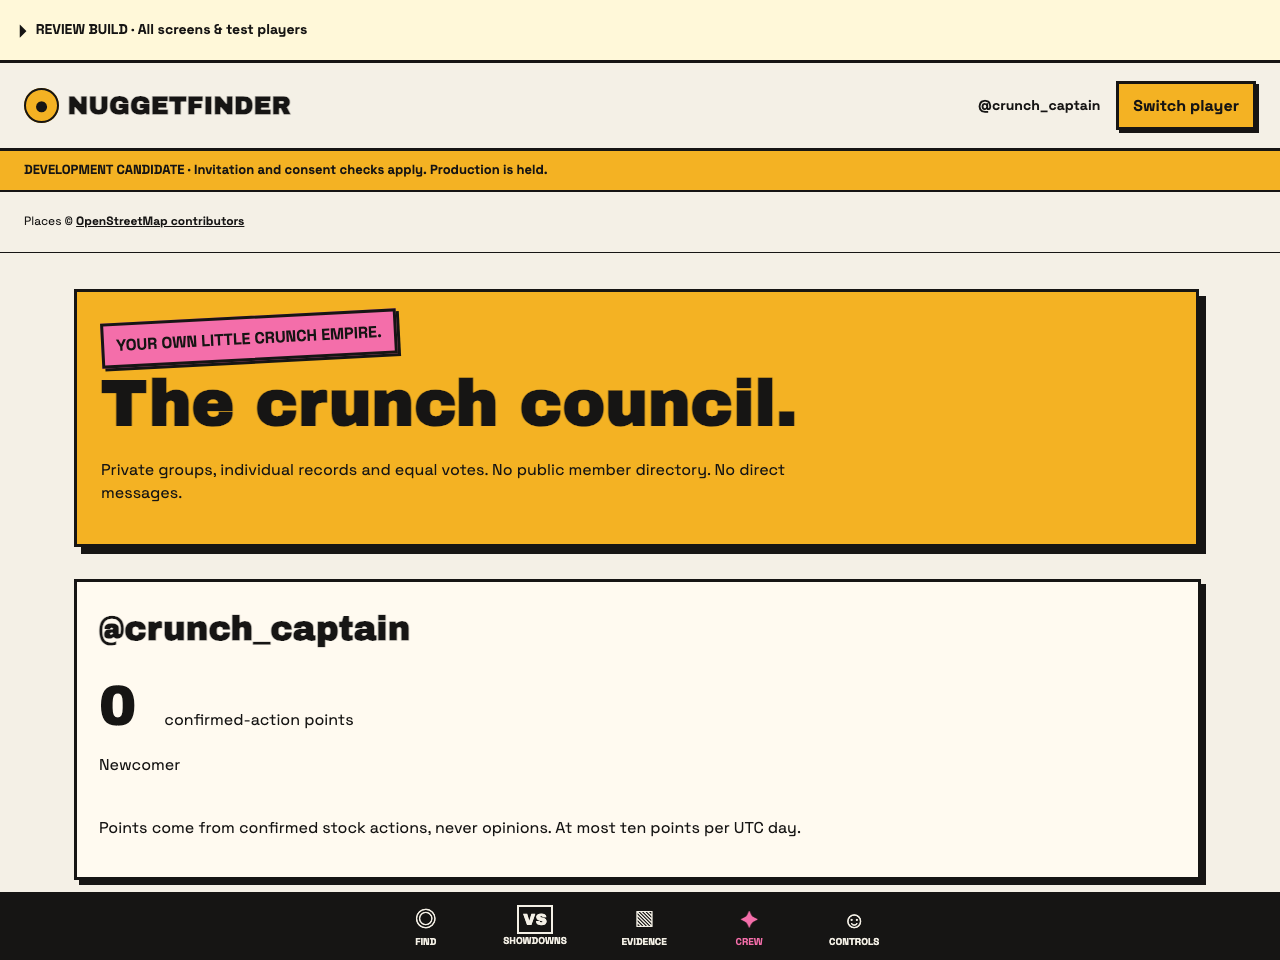 REVIEW BUILD · All screens & test players
NUGGETFINDER
@crunch_captain
Switch player
DEVELOPMENT CANDIDATE · Invitation and consent checks apply. Production is held.
Places © OpenStreetMap contributors
YOUR OWN LITTLE CRUNCH EMPIRE.
The crunch council.
Private groups, individual records and equal votes. No public member directory. No direct
messages.
@crunch_captain
0 confirmed-action points
Newcomer
Points come from confirmed stock actions, never opinions. At most ten points per UTC day.
VS
FIND
SHOWDOWNS
EVIDENCE
CREW
CONTROLS